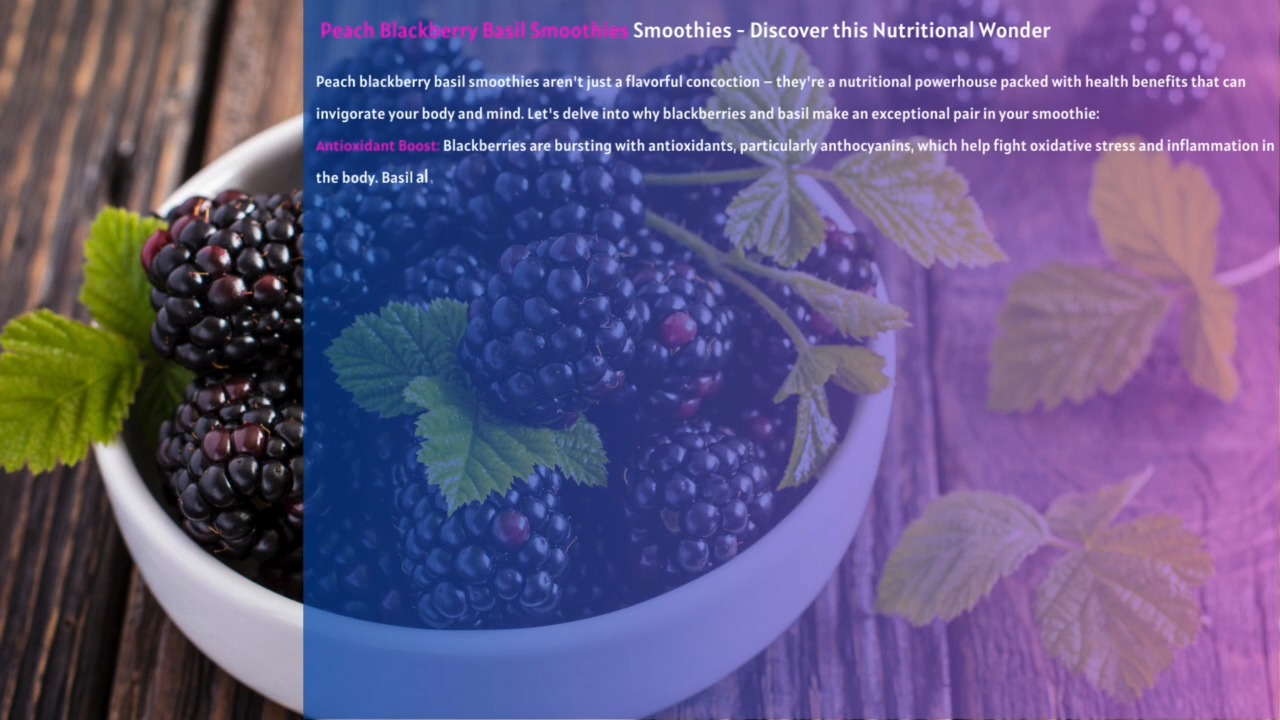 Peach Blackberry Basil Smoothies Smoothies - Discover this Nutritional Wonder
Peach blackberry basil smoothies aren't just a flavorful concoction – they're a nutritional powerhouse packed with health benefits that can
invigorate your body and mind. Let's delve into why blackberries and basil make an exceptional pair in your smoothie:
Antioxidant Boost: Blackberries are bursting with antioxidants, particularly anthocyanins, which help fight oxidative stress and inflammation in
the body. Basil al